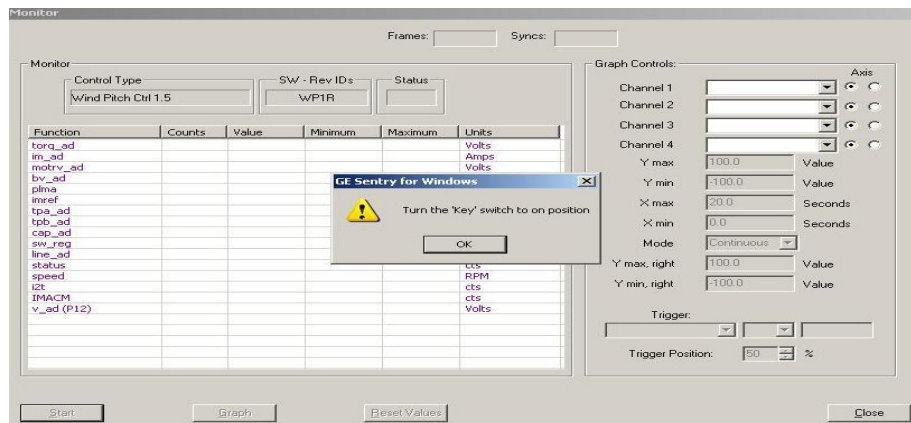 Monitor
Frames: Syncs:
Monitor
Control Type SW - Rev IDs Status
Wind Pitch Ctrl 1.5 WP1R
Function Counts Value Minimum Maximum Units
torq_ad Volts
im_ad Amps
motrv_ad Volts
bv_ad
plma
imref
tpa_ad
tpb_ad
cap_ad
sw_reg
line_ad
status cts
speed RPM
i2t cts
IMACM cts
v_ad (P12) Volts
GE Sentry for Windows
Turn the 'Key' switch to on position
OK
Graph Controls:
Axis
Channel 1
Channel 2
Channel 3
Channel 4
Y max 100.0 Value
Y min -100.0 Value
X max 20.0 Seconds
X min 0.0 Seconds
Mode Continuous
Y max, right 100.0 Value
Y min, right -100.0 Value
Trigger:
Trigger Position: 50 %
Start Graph Reset Values Close